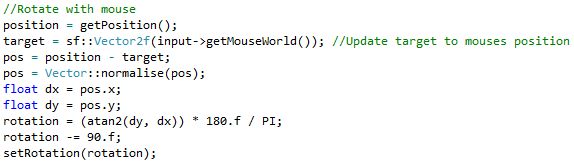 //Rotate with mouse
position = getPosition();
target = sf::Vector2f(input->getMouseWorld()); //Update target to mouses position
pos = position - target;
pos = Vector::normalise(pos);
float dx = pos.x;
float dy = pos.y;
rotation = (atan2(dy, dx)) * 180.f / PI;
rotation -= 90.f;
setRotation(rotation);